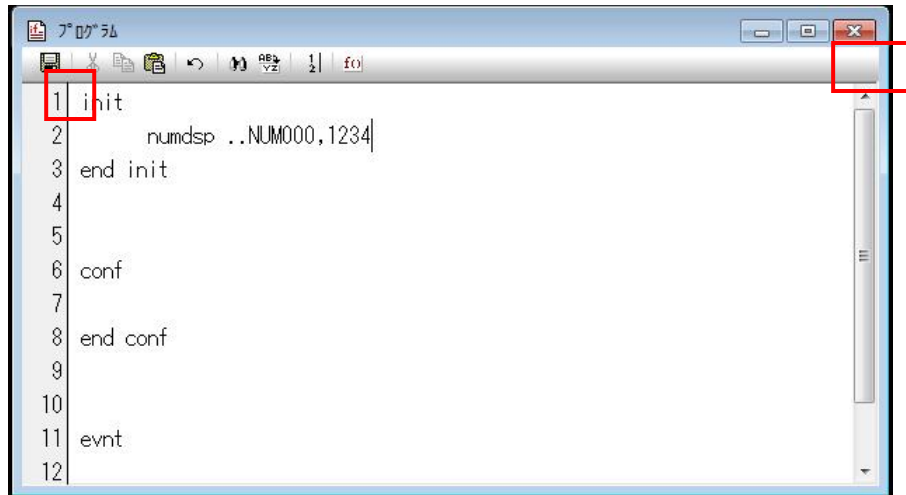 プログラム
1 init
2 numdsp ..NUM000,1234
3 end init
4
5
6 conf
7
8 end conf
9
10
11 evnt
12